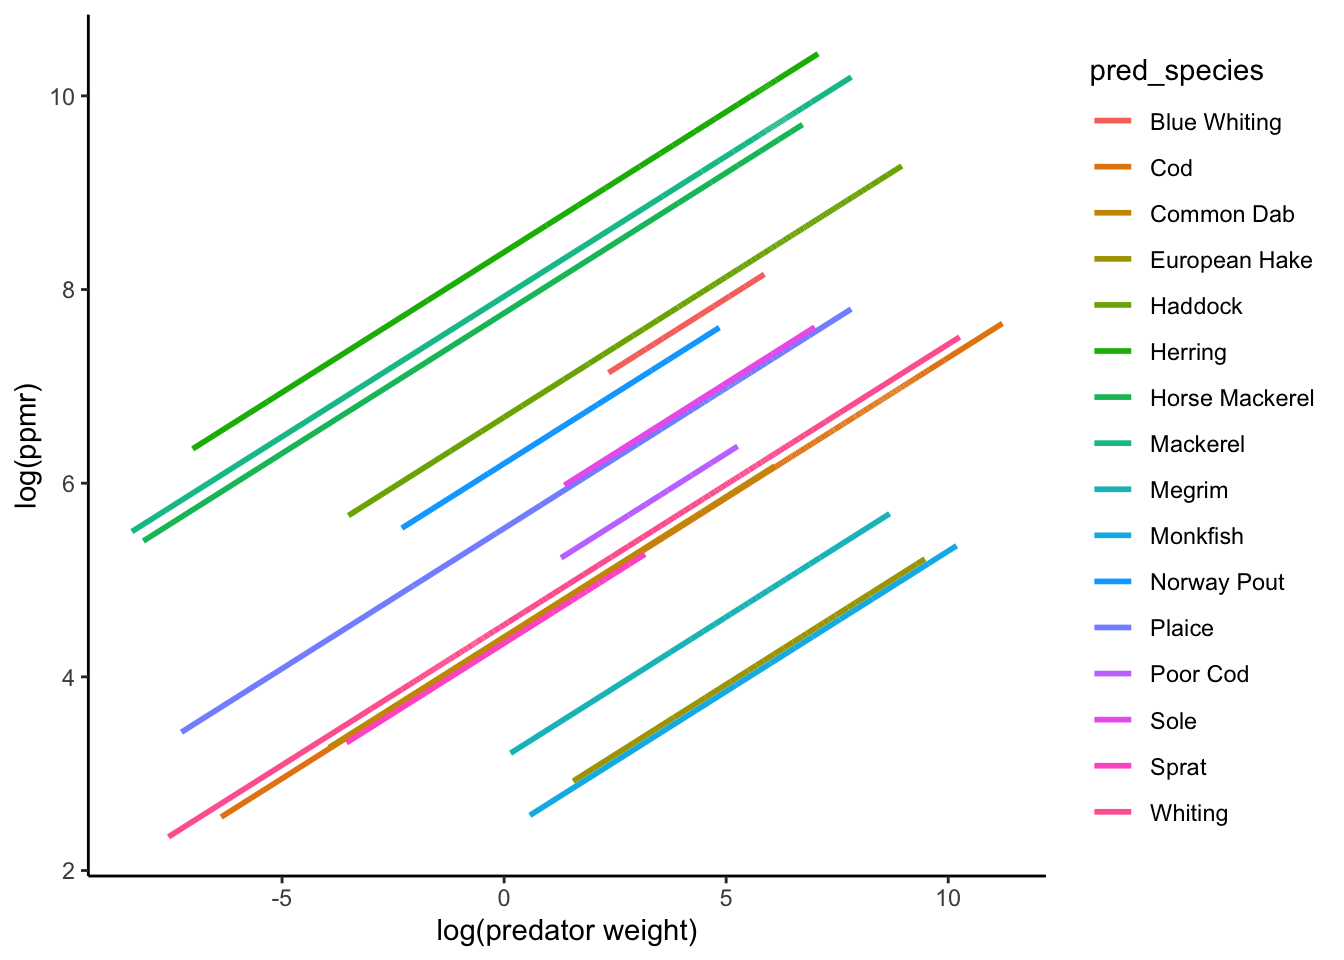 log(ppmr)
10
8
6
4
2
-5 0 5 10
log(predator weight)
pred_species
Blue Whiting
Cod
Common Dab
European Hake
Haddock
Herring
Horse Mackerel
Mackerel
Megrim
Monkfish
Norway Pout
Plaice
Poor Cod
Sole
Sprat
Whiting